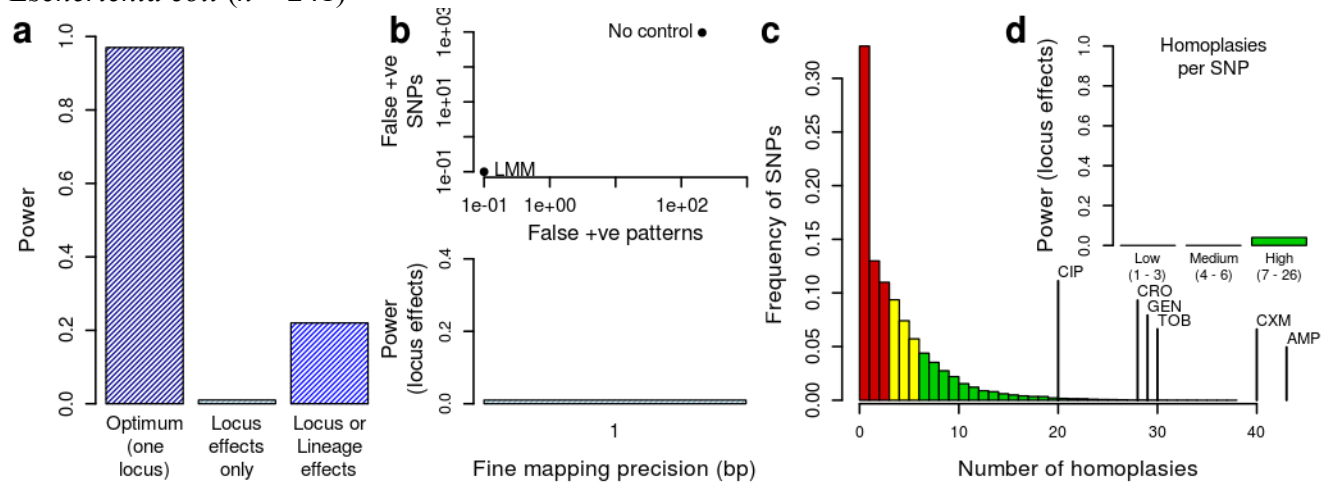 Escherichia coli (n = 241)
a
1.0
0.8
0.6
0.4
0.2
0.0
Power
Optimum
(one
locus)
Locus
effects
only
Locus or
Lineage
effects
b
False +ve
SNPs
1e+03
1e+01
1e-01
No control
LMM
1e-01
1e+00
1e+02
False +ve patterns
Power
(locus effects)
0.4
0.2
0.0
1
Fine mapping precision (bp)
c
Frequency of SNPs
0.30
0.25
0.20
0.15
0.10
0.05
0.00
0
10
20
30
40
Number of homoplasies
CIP
CRO
GEN
TOB
CXM
AMP
d
Homoplasies
per SNP
Power (locus effects)
1.0
0.8
0.6
0.4
0.2
0.0
Low
(1 - 3)
Medium
(4 - 6)
High
(7 - 26)